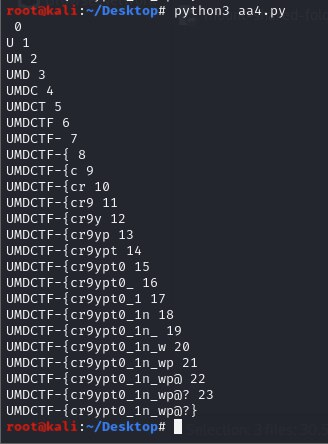 root@kali:~/Desktop# python3 aa4.py
 0
U 1
UM 2
UMD 3
UMDC 4
UMDCT 5
UMDCTF 6
UMDCTF- 7
UMDCTF-{ 8
UMDCTF-{c 9
UMDCTF-{cr 10
UMDCTF-{cr9 11
UMDCTF-{cr9y 12
UMDCTF-{cr9yp 13
UMDCTF-{cr9ypt 14
UMDCTF-{cr9ypt0 15
UMDCTF-{cr9ypt0_ 16
UMDCTF-{cr9ypt0_1 17
UMDCTF-{cr9ypt0_1n 18
UMDCTF-{cr9ypt0_1n_ 19
UMDCTF-{cr9ypt0_1n_w 20
UMDCTF-{cr9ypt0_1n_wp 21
UMDCTF-{cr9ypt0_1n_wp@ 22
UMDCTF-{cr9ypt0_1n_wp@? 23
UMDCTF-{cr9ypt0_1n_wp@?}
root@kali:~/Desktop#